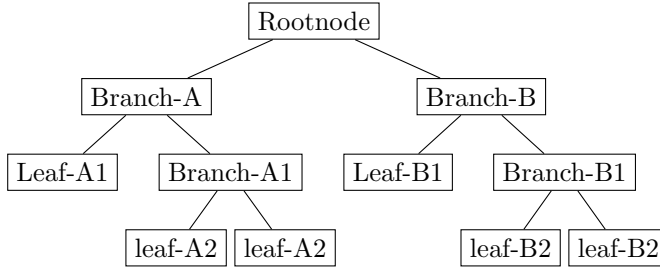 Rootnode
Branch-A
Branch-B
Leaf-A1
Branch-A1
Leaf-B1
Branch-B1
leaf-A2
leaf-A2
leaf-B2
leaf-B2